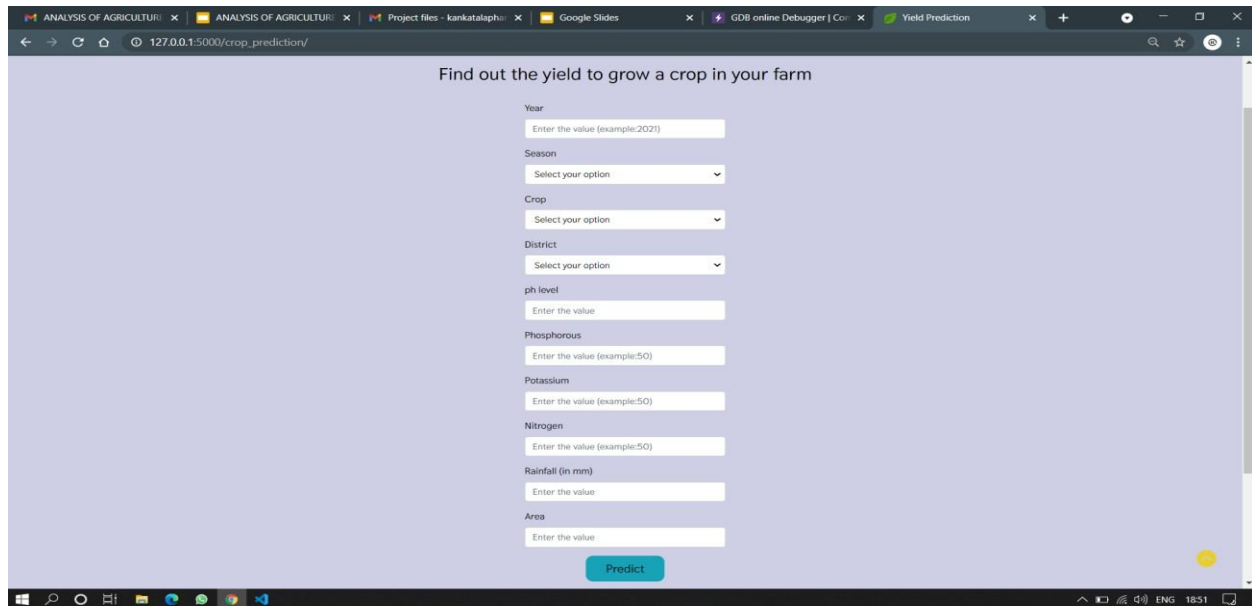 ANALYSIS OF AGRICULTUR
ANALYSIS OF AGRICULTUR
Project files - kankatalaphar
Google Slides
GDB online Debugger | Com
Yield Prediction
127.0.0.1:5000/crop_prediction/
Find out the yield to grow a crop in your farm
Year
Enter the value (example:2021)
Season
Select your option
Crop
Select your option
District
Select your option
ph level
Enter the value
Phosphorous
Enter the value (example:50)
Potassium
Enter the value (example:50)
Nitrogen
Enter the value (example:50)
Rainfall (in mm)
Enter the value
Area
Enter the value
Predict
ENG 18:51